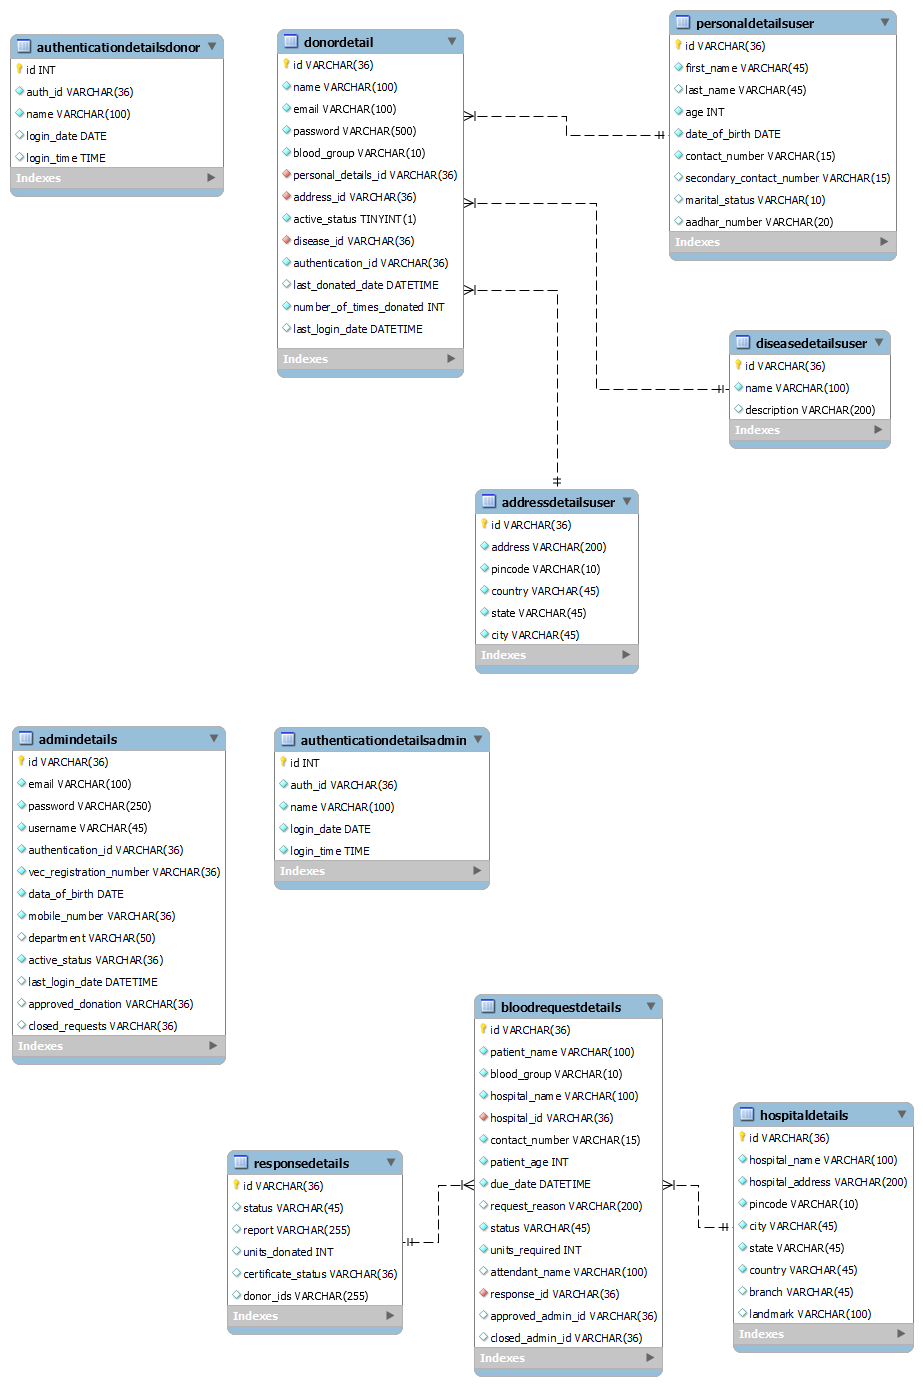 authenticationdetailsdonor
id INT
auth_id VARCHAR(36)
name VARCHAR(100)
login_date DATE
login_time TIME
Indexes
donordetail
id VARCHAR(36)
name VARCHAR(100)
email VARCHAR(100)
password VARCHAR(500)
blood_group VARCHAR(10)
personal_details_id VARCHAR(36)
address_id VARCHAR(36)
active_status TINYINT(1)
disease_id VARCHAR(36)
authentication_id VARCHAR(36)
last_donated_date DATETIME
number_of_times_donated INT
last_login_date DATETIME
Indexes
personaldetailsuser
id VARCHAR(36)
first_name VARCHAR(45)
last_name VARCHAR(45)
age INT
date_of_birth DATE
contact_number VARCHAR(15)
secondary_contact_number VARCHAR(15)
marital_status VARCHAR(10)
aadhar_number VARCHAR(20)
Indexes
diseasedetailsuser
id VARCHAR(36)
name VARCHAR(100)
description VARCHAR(200)
Indexes
addressdetailsuser
id VARCHAR(36)
address VARCHAR(200)
pincode VARCHAR(10)
country VARCHAR(45)
state VARCHAR(45)
city VARCHAR(45)
Indexes
admindetails
id VARCHAR(36)
email VARCHAR(100)
password VARCHAR(250)
username VARCHAR(45)
authentication_id VARCHAR(36)
vec_registration_number VARCHAR(36)
data_of_birth DATE
mobile_number VARCHAR(36)
department VARCHAR(50)
active_status VARCHAR(36)
last_login_date DATETIME
approved_donation VARCHAR(36)
closed_requests VARCHAR(36)
Indexes
authenticationdetailsadmin
id INT
auth_id VARCHAR(36)
name VARCHAR(100)
login_date DATE
login_time TIME
Indexes
bloodrequestdetails
id VARCHAR(36)
patient_name VARCHAR(100)
blood_group VARCHAR(10)
hospital_name VARCHAR(100)
hospital_id VARCHAR(36)
contact_number VARCHAR(15)
patient_age INT
due_date DATETIME
request_reason VARCHAR(200)
status VARCHAR(45)
units_required INT
attendant_name VARCHAR(100)
response_id VARCHAR(36)
approved_admin_id VARCHAR(36)
closed_admin_id VARCHAR(36)
Indexes
responsedetails
id VARCHAR(36)
status VARCHAR(45)
report VARCHAR(255)
units_donated INT
certificate_status VARCHAR(36)
donor_ids VARCHAR(255)
Indexes
hospitaldetails
id VARCHAR(36)
hospital_name VARCHAR(100)
hospital_address VARCHAR(200)
pincode VARCHAR(10)
city VARCHAR(45)
state VARCHAR(45)
country VARCHAR(45)
branch VARCHAR(45)
landmark VARCHAR(100)
Indexes